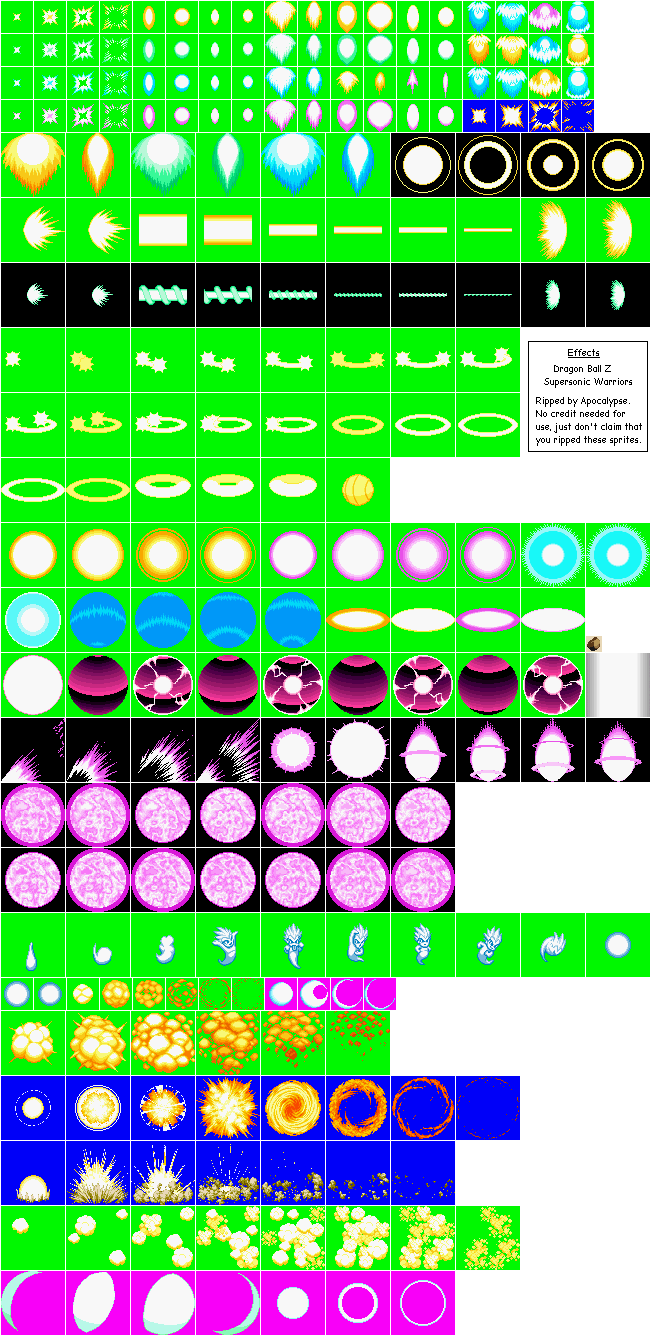 Effects
Dragon Ball Z
Supersonic Warriors
Ripped by Apocalypse.
No credit needed for
use, just don't claim that
you ripped these sprites.